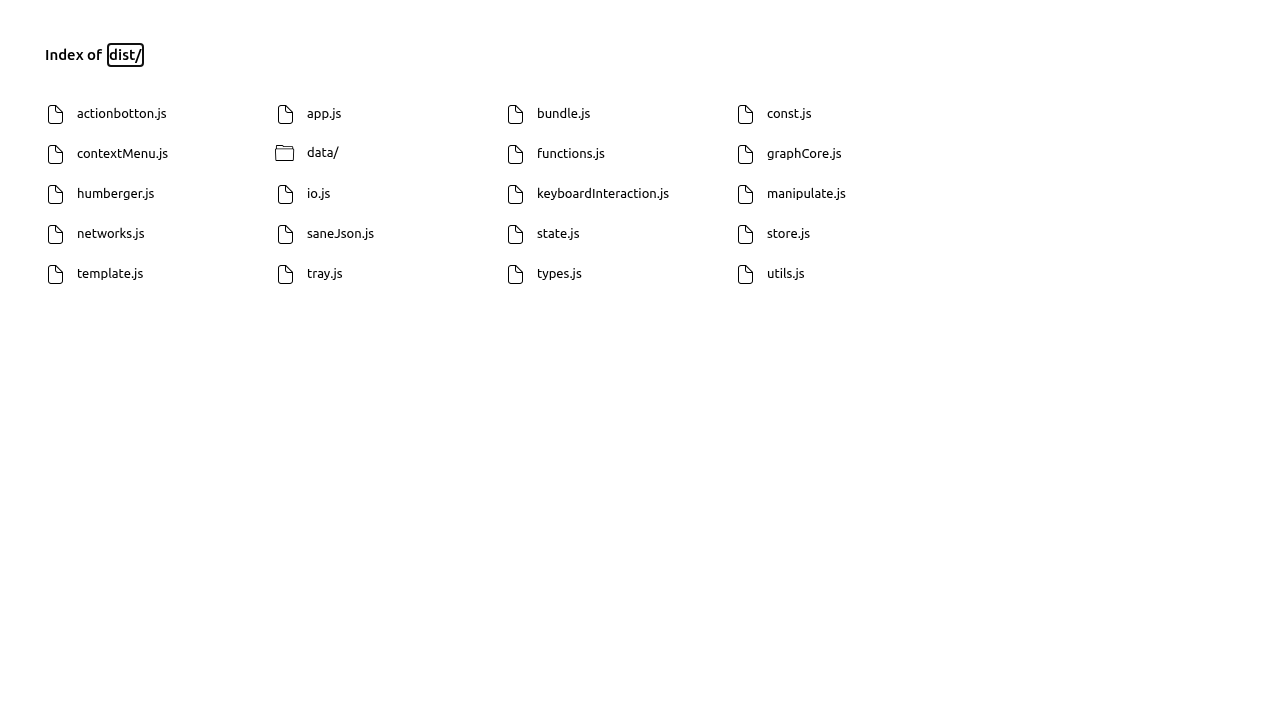 Index of dist/
actionbotton.js app.js bundle.js const.js
contextMenu.js data/ functions.js graphCore.js
humberger.js io.js keyboardInteraction.js manipulate.js
networks.js saneJson.js state.js store.js
template.js tray.js types.js utils.js